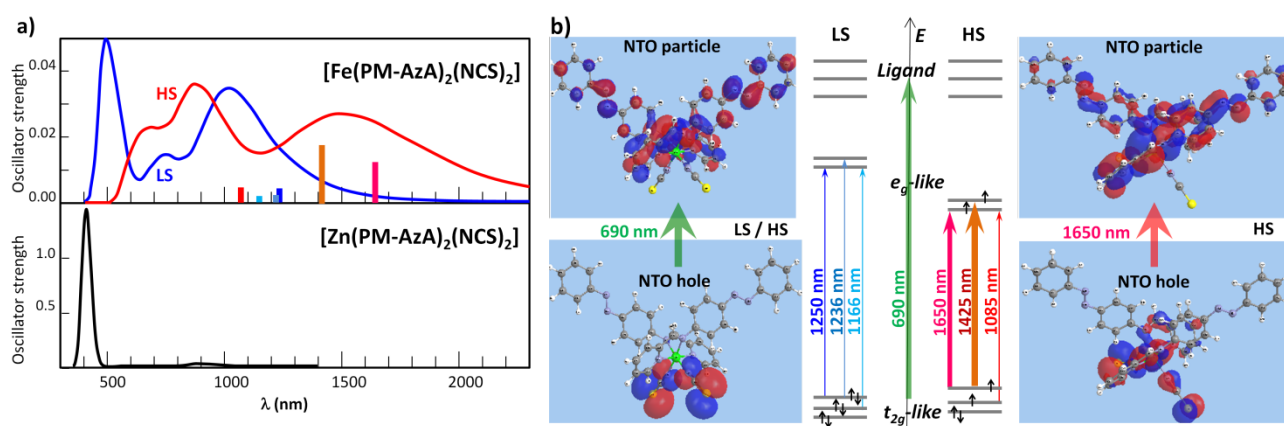 a)
0.04
0.02
0.00
Oscillator strength
[Fe(PM-AzA)2(NCS)2]
HS
LS
1.0
0.5
Oscillator strength
[Zn(PM-AzA)2(NCS)2]
500
1000
1500
2000
λ (nm)
b)
NTO particle
690 nm
LS / HS
NTO hole
LS
E
HS
Ligand
eg-like
t2g-like
1250 nm
1236 nm
1166 nm
690 nm
1650 nm
1425 nm
1085 nm
NTO particle
1650 nm
HS
NTO hole